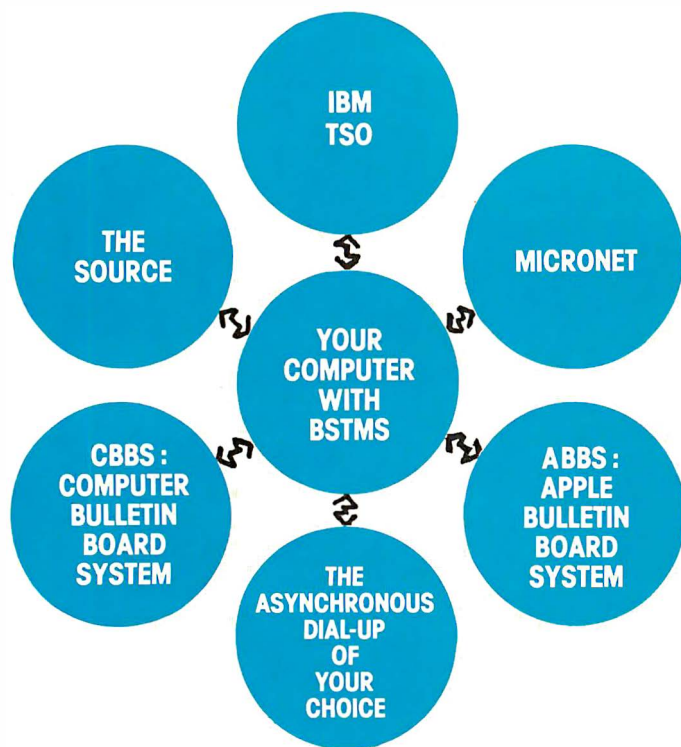 IBM
TSO
THE
SOURCE
MICRONET
YOUR
COMPUTER
WITH
BSTMS
CBBS :
COMPUTER
BULLETIN
BOARD
SYSTEM
ABBS :
APPLE
BULLETIN
BOARD
SYSTEM
THE
ASYNCHRONOUS
DIAL-UP
OF
YOUR
CHOICE